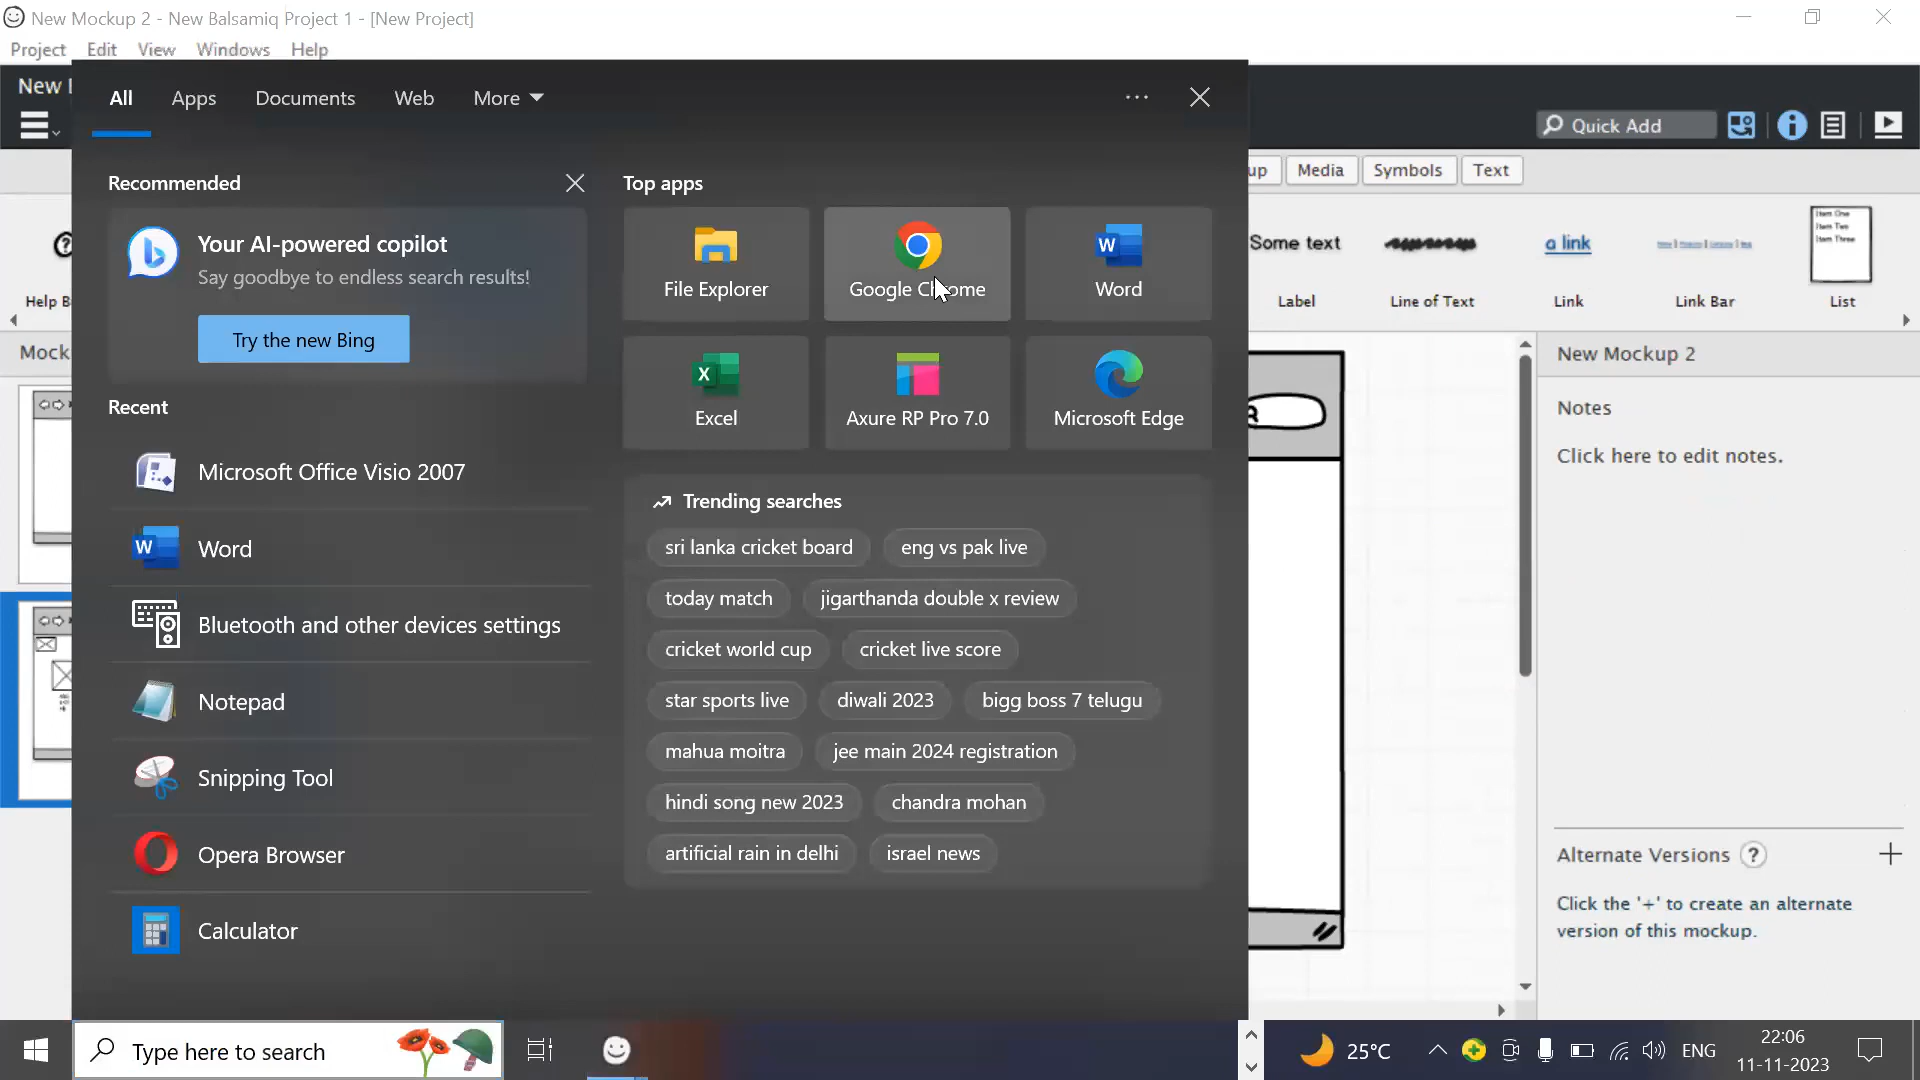 New Mockup 2 - New Balsamiq Project 1 - [New Project]
Project Edit View Windows Help
New
All Apps Documents Web More
Quick Add
Media Symbols Text
Recommended
Your AI-powered copilot
Say goodbye to endless search results!
Try the new Bing
Top apps
File Explorer
Google Chrome
Word
Excel
Axure RP Pro 7.0
Microsoft Edge
Help B
Some text
a link
Item One
Item Two
Item Three
Label
Line of Text
Link
Link Bar
List
Mock
Recent
Microsoft Office Visio 2007
Word
Bluetooth and other devices settings
Notepad
Snipping Tool
Opera Browser
Calculator
Trending searches
sri lanka cricket board
eng vs pak live
today match
jigarthanda double x review
cricket world cup
cricket live score
star sports live
diwali 2023
bigg boss 7 telugu
mahua moitra
jee main 2024 registration
hindi song new 2023
chandra mohan
artificial rain in delhi
israel news
New Mockup 2
Notes
Click here to edit notes.
Alternate Versions ?
Click the '+' to create an alternate
version of this mockup.
Type here to search
25°C
ENG
22:06
11-11-2023